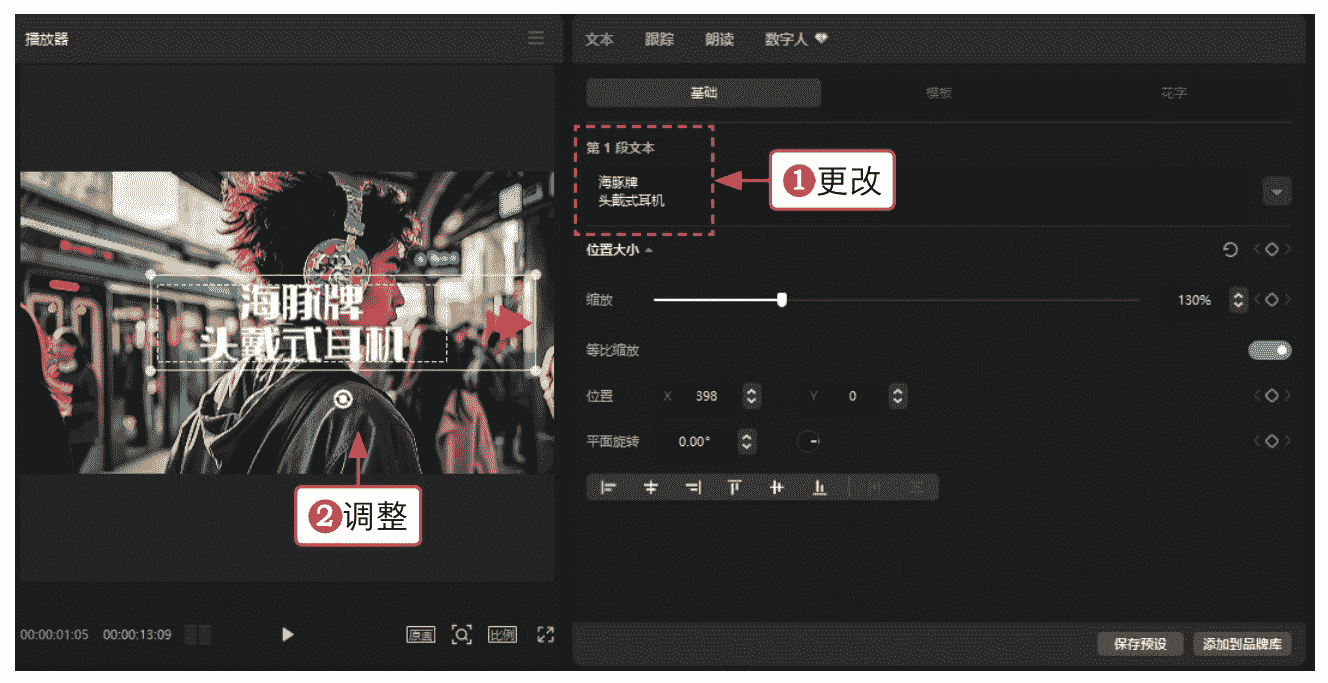 播放器
文本 跟踪 朗读 数字人
基础 模板 花字
第 1 段文本
海豚牌
头戴式耳机
❶更改
位置大小
缩放 130%
等比缩放
位置 X 398 Y 0
平面旋转 0.00°
海豚牌
头戴式耳机
❷调整
00:00:01:05 00:00:13:09
原画 比例
保存预设 添加到品牌库